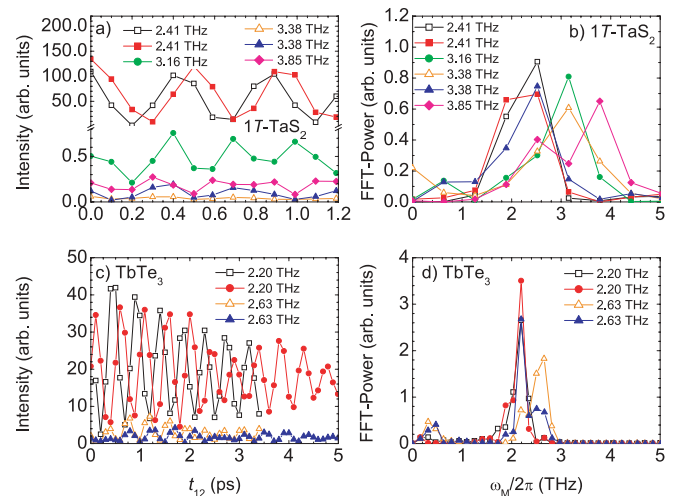 a)
2.41 THz
2.41 THz
3.16 THz
3.38 THz
3.38 THz
3.85 THz
1T-TaS2
Intensity (arb. units)
200.0
150.0
100.0
50.0
0.5
0.0
0.0 0.2 0.4 0.6 0.8 1.0 1.2
b) 1T-TaS2
2.41 THz
2.41 THz
3.16 THz
3.38 THz
3.38 THz
3.85 THz
FFT-Power (arb. units)
1.2
1.0
0.8
0.6
0.4
0.2
0.0
0 1 2 3 4 5
c) TbTe3
2.20 THz
2.20 THz
2.63 THz
2.63 THz
Intensity (arb. units)
50
40
30
20
10
0
0 1 2 3 4 5
t12 (ps)
d) TbTe3
2.20 THz
2.20 THz
2.63 THz
2.63 THz
FFT-Power (arb. units)
4
3
2
1
0
0 1 2 3 4 5
ωM/2π (THz)